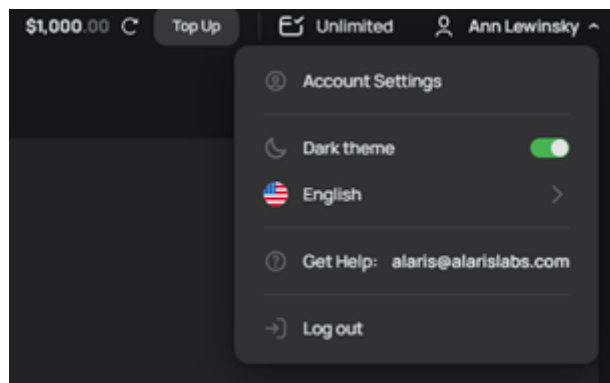 $1,000.00 Top Up Unlimited Ann Lewinsky
Account Settings
Dark theme
English
Get Help: alaris@alarislabs.com
Log out